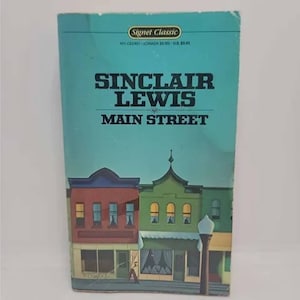 Signet Classic
SINCLAIR
LEWIS
MAIN STREET